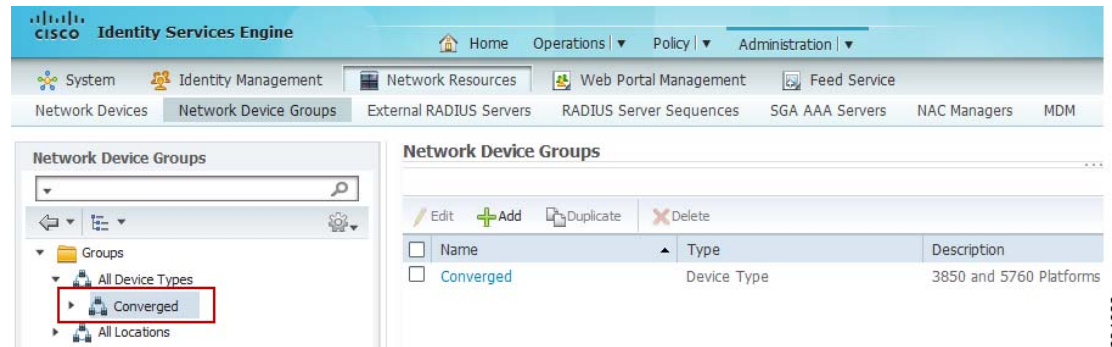 cisco Identity Services Engine
Home Operations Policy Administration
System Identity Management Network Resources Web Portal Management Feed Service
Network Devices Network Device Groups External RADIUS Servers RADIUS Server Sequences SGA AAA Servers NAC Managers MDM
Network Device Groups
Groups
All Device Types
Converged
All Locations
Network Device Groups
Edit Add Duplicate Delete
Name Type Description
Converged Device Type 3850 and 5760 Platforms